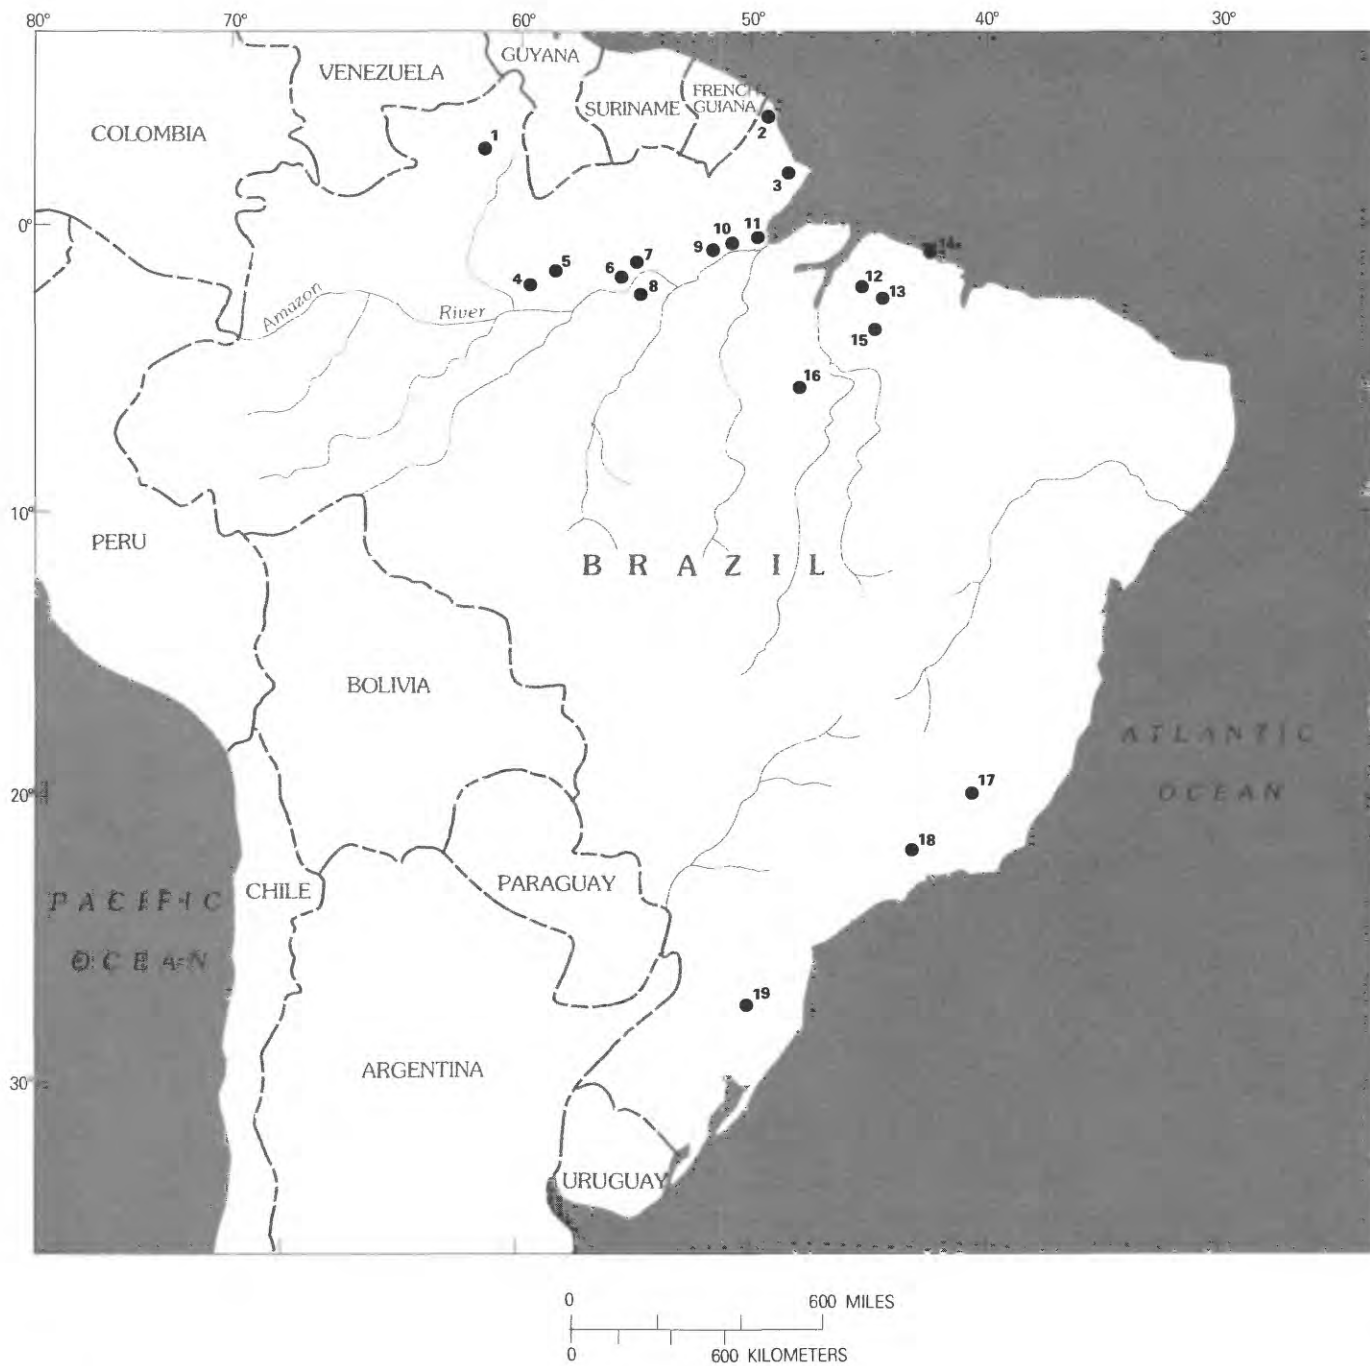 80° 70° 60° 50° 40° 30°
GUYANA
VENEZUELA
FRENCH
GUIANA
SURINAME
COLOMBIA
1
2
3
0°
11
10
9
14
7
5
6
4
8
12
13
Amazon
River
15
16
10°
PERU
BRAZIL
BOLIVIA
ATLANTIC
OCEAN
20°
17
18
PARAGUAY
CHILE
PACIFIC
OCEAN
19
ARGENTINA
30°
URUGUAY
0 600 MILES
0 600 KILOMETERS